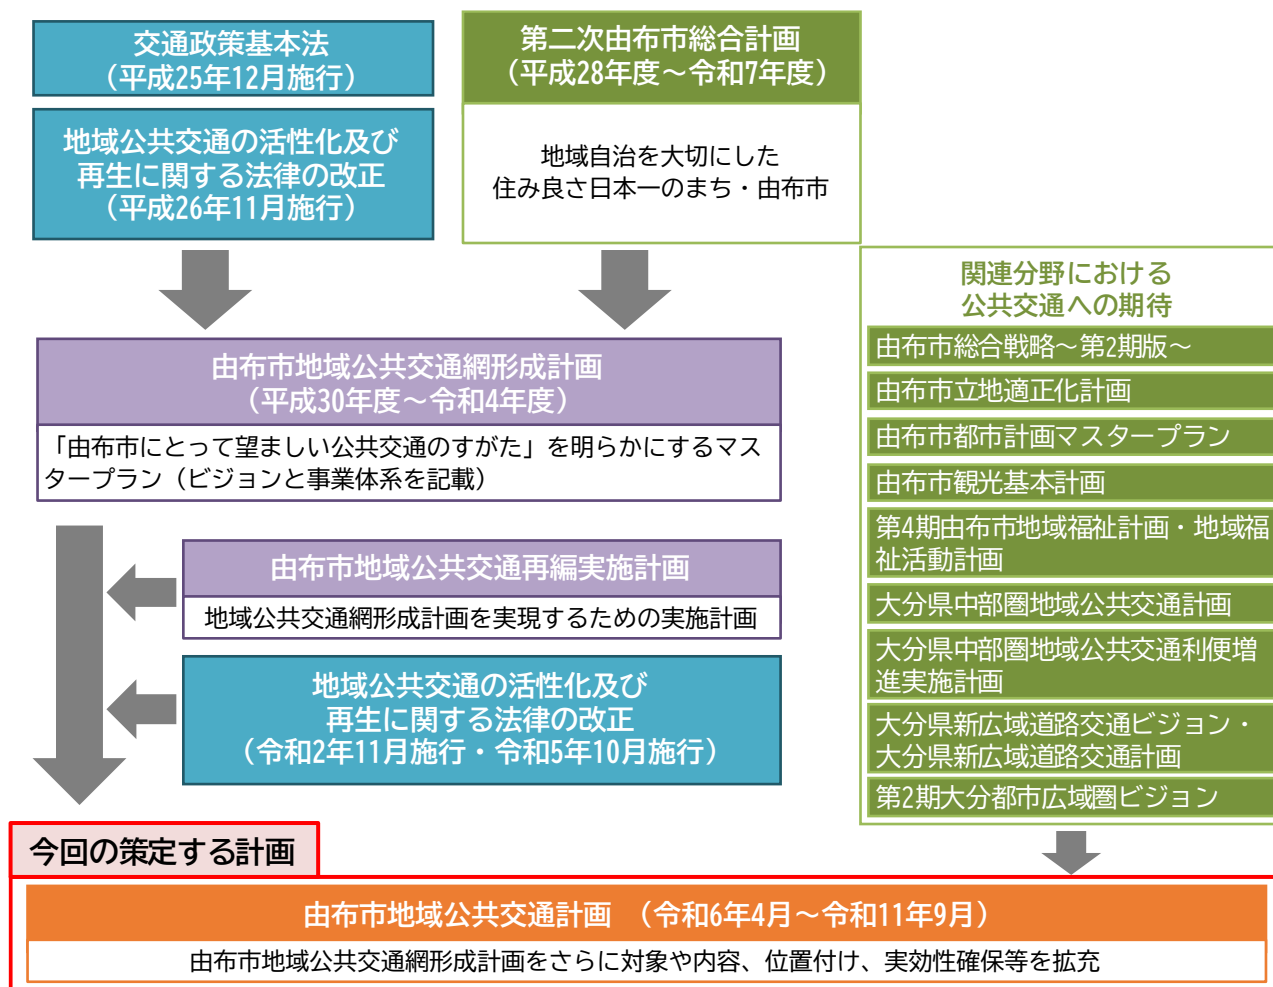 交通政策基本法
（平成25年12月施行）
地域公共交通の活性化及び
再生に関する法律の改正
（平成26年11月施行）
第二次由布市総合計画
（平成28年度～令和7年度）
地域自治を大切にした
住み良さ日本一のまち・由布市
由布市地域公共交通網形成計画
（平成30年度～令和4年度）
「由布市にとって望ましい公共交通のすがた」を明らかにするマス
タープラン（ビジョンと事業体系を記載）
由布市地域公共交通再編実施計画
地域公共交通網形成計画を実現するための実施計画
地域公共交通の活性化及び
再生に関する法律の改正
（令和2年11月施行・令和5年10月施行）
関連分野における
公共交通への期待
由布市総合戦略～第2期版～
由布市立地適正化計画
由布市都市計画マスタープラン
由布市観光基本計画
第4期由布市地域福祉計画・地域福
祉活動計画
大分県中部圏地域公共交通計画
大分県中部圏地域公共交通利便増
進実施計画
大分県新広域道路交通ビジョン・
大分県新広域道路交通計画
第2期大分都市広域圏ビジョン
今回の策定する計画
由布市地域公共交通計画　（令和6年4月～令和11年9月）
由布市地域公共交通網形成計画をさらに対象や内容、位置付け、実効性確保等を拡充